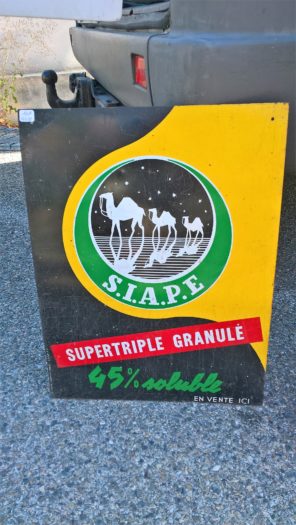 S.I.A.P.E
SUPERTRIPLE GRANULÉ
45% soluble
EN VENTE ICI